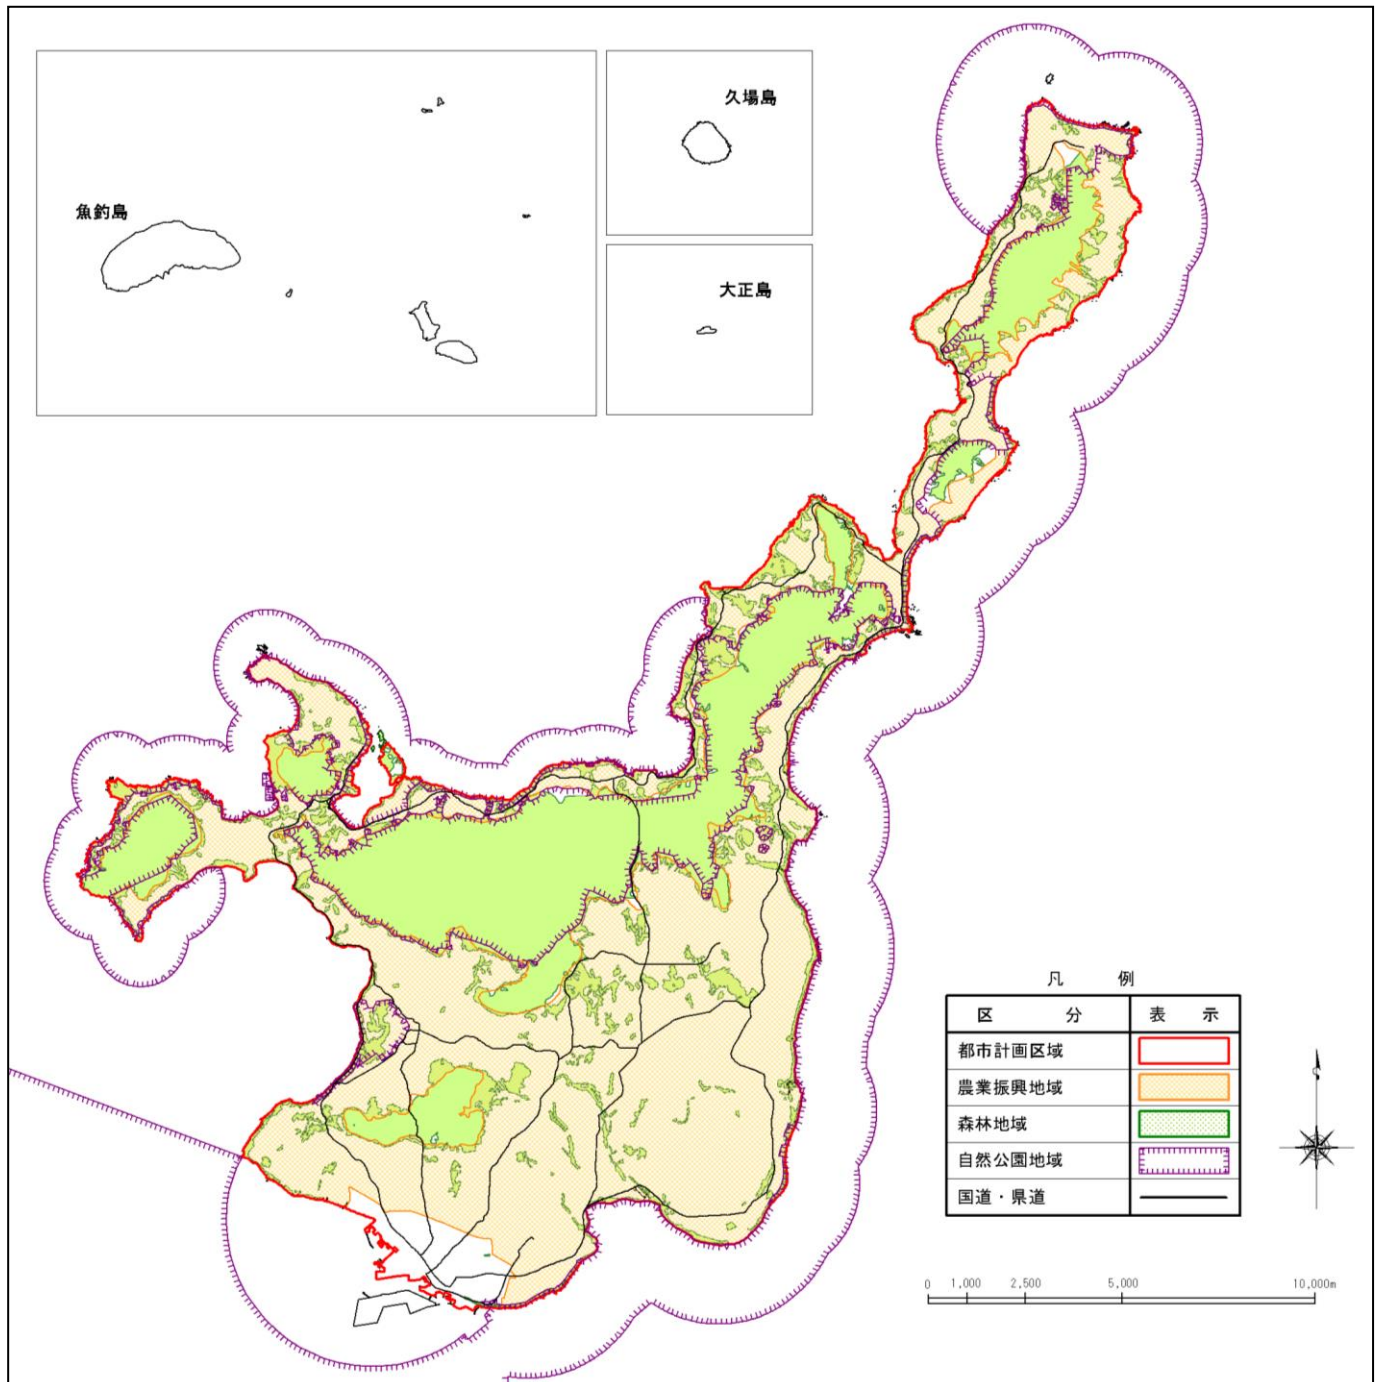 久場島
魚釣島
大正島
凡 例
区 分 表 示
都市計画区域
農業振興地域
森林地域
自然公園地域
国道・県道
0 1,000 2,500 5,000 10,000m